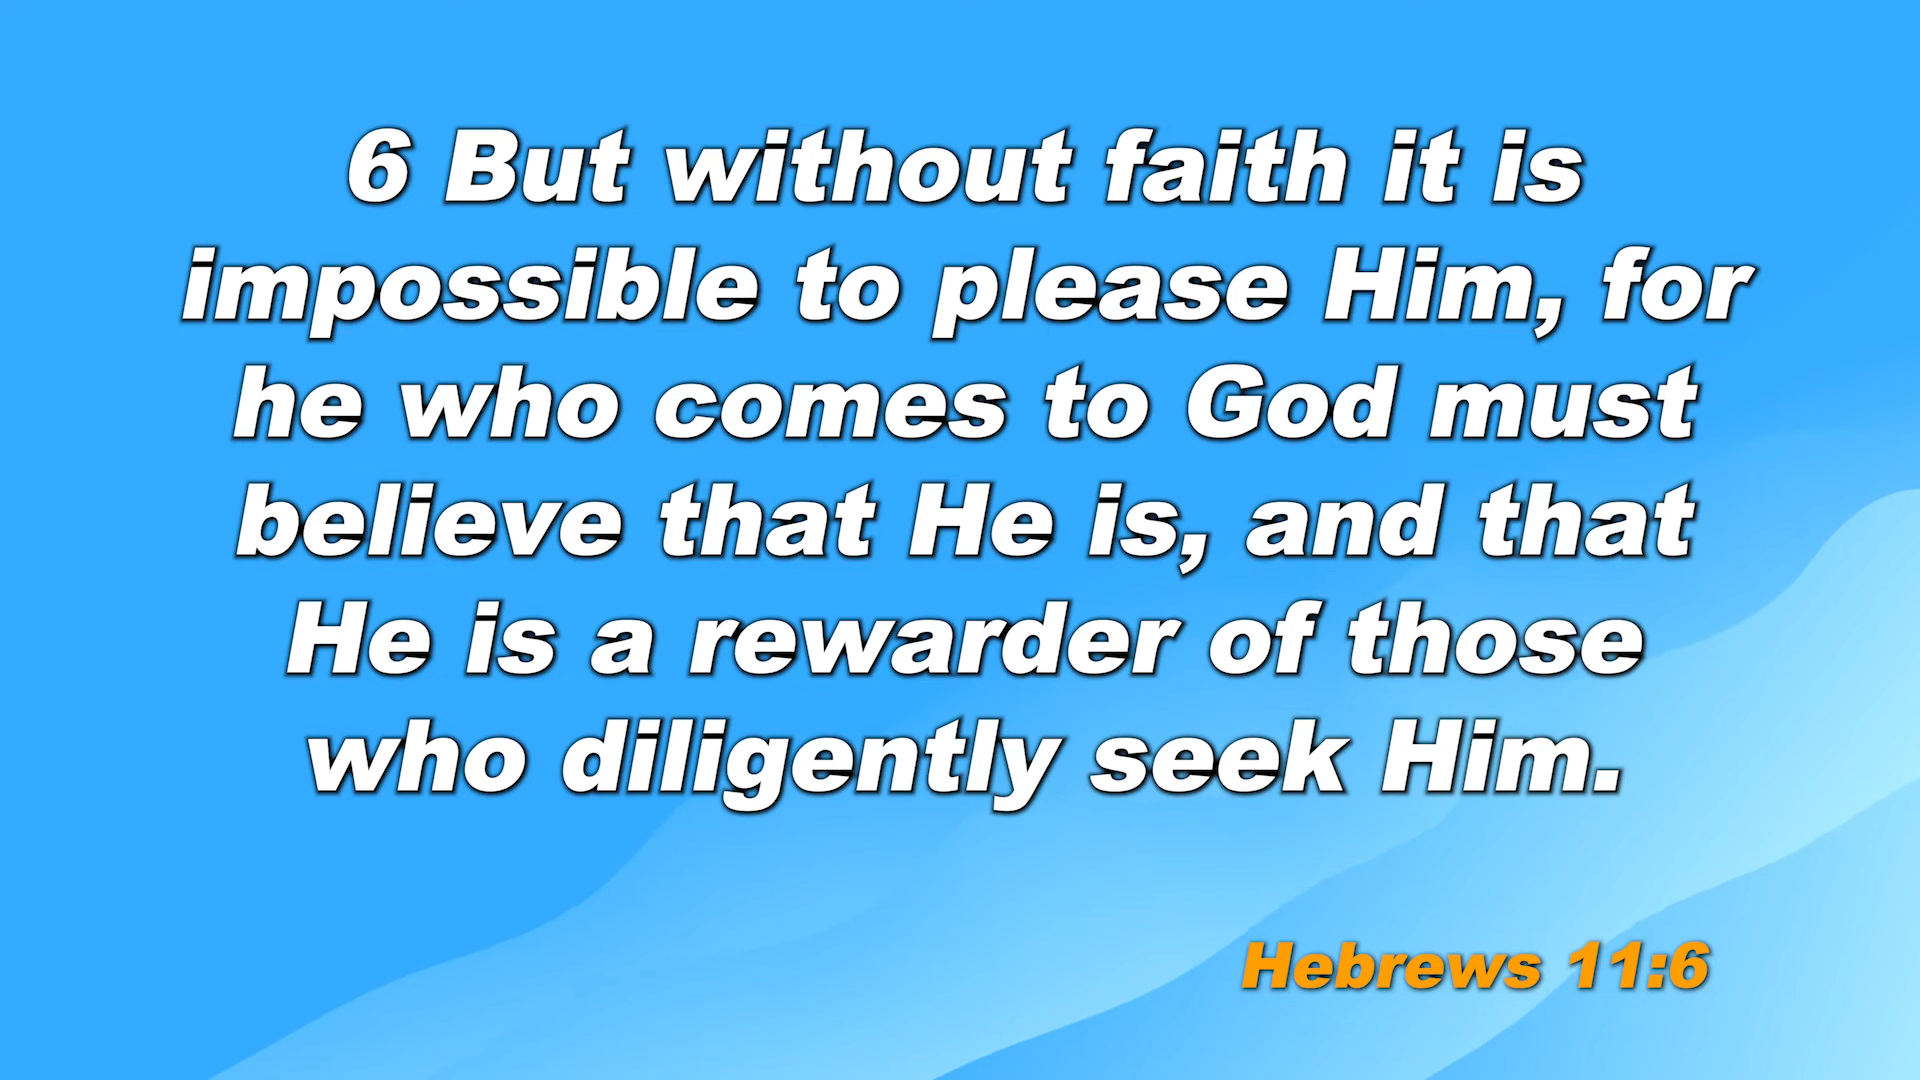 6 But without faith it is
impossible to please Him, for
he who comes to God must
believe that He is, and that
He is a rewarder of those
who diligently seek Him.
Hebrews 11:6